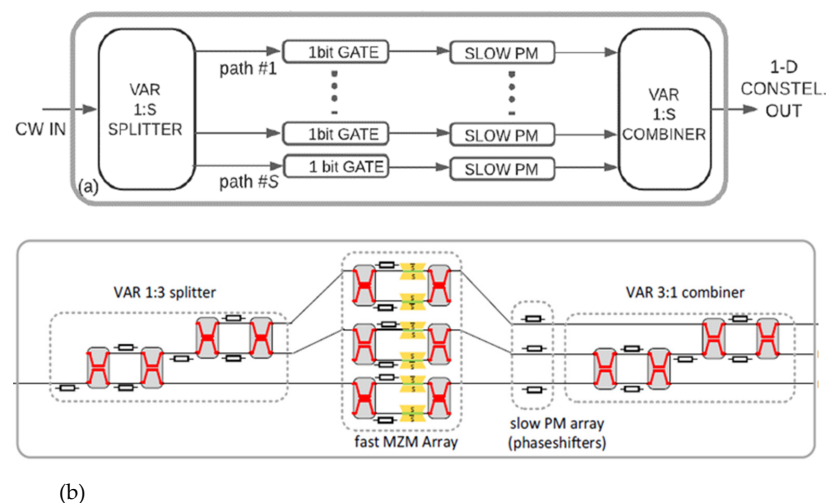 VAR
1:S
SPLITTER
CW IN
path #1
1bit GATE
SLOW PM
1bit GATE
SLOW PM
path #S
1 bit GATE
SLOW PM
VAR
1:S
COMBINER
1-D
CONSTEL.
OUT
(a)
VAR 1:3 splitter
VAR 3:1 combiner
fast MZM Array
slow PM array
(phaseshifters)
(b)